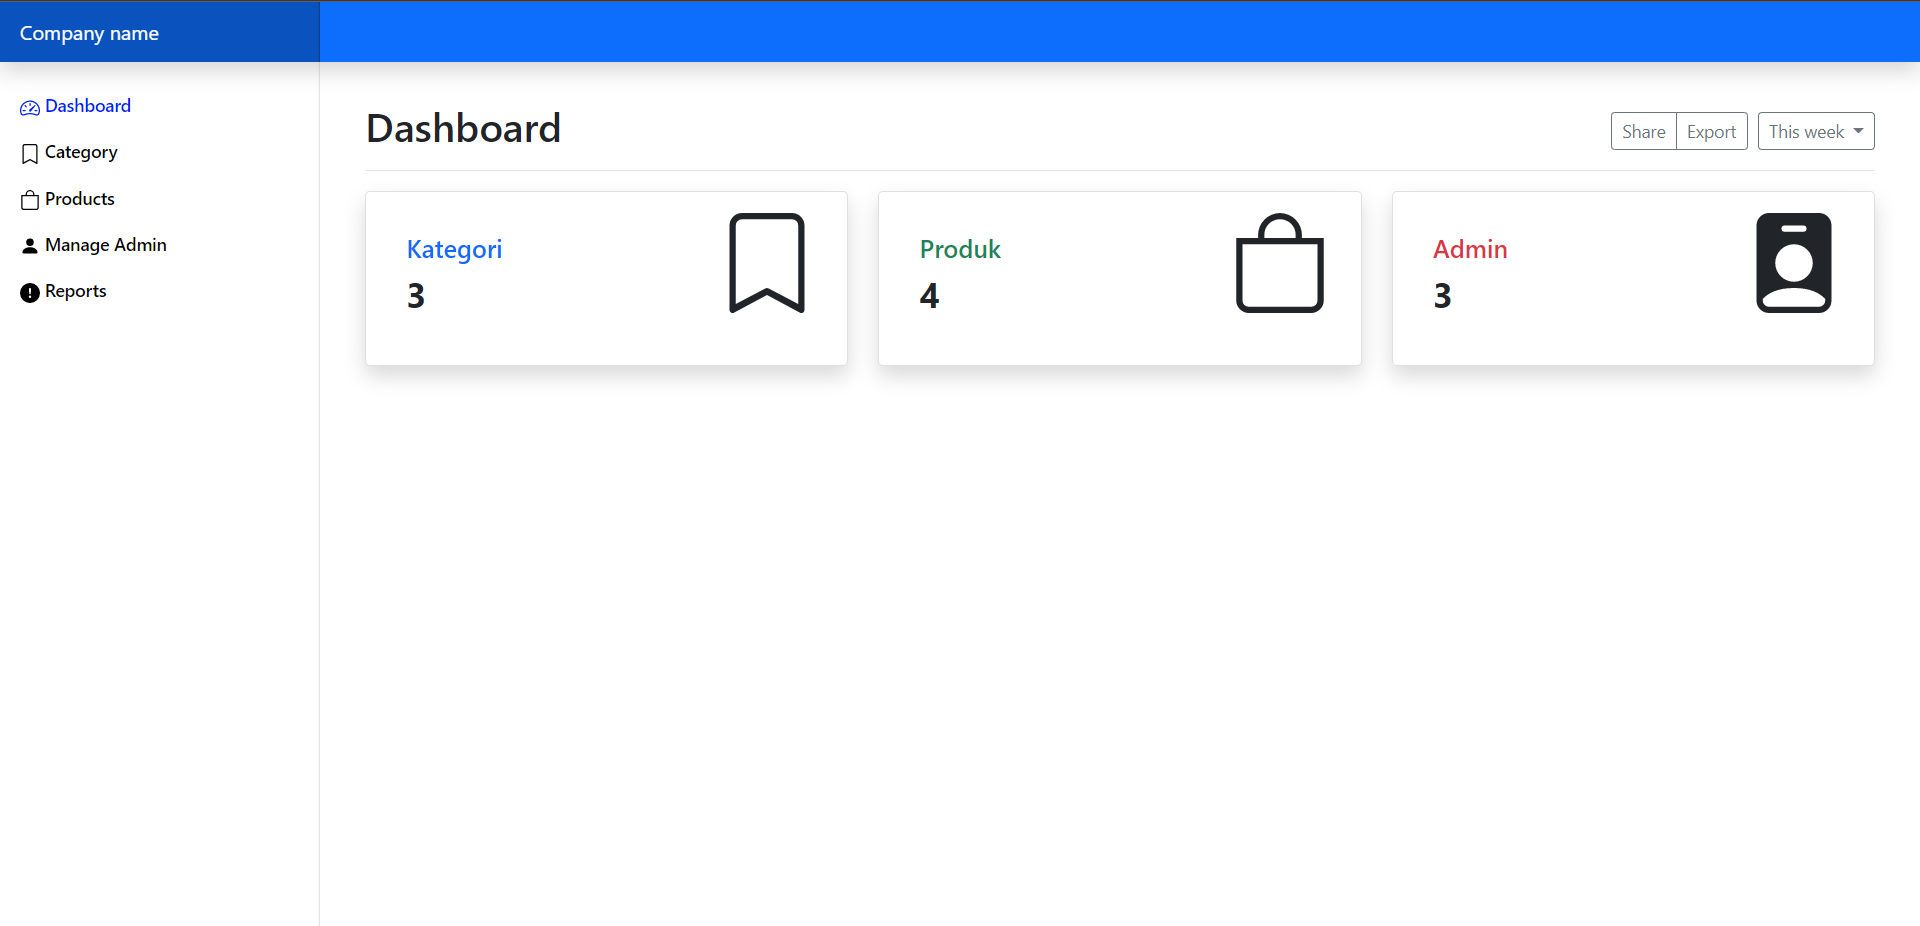 Company name
Dashboard
Category
Products
Manage Admin
Reports
Dashboard
Share Export This week
Kategori
3
Produk
4
Admin
3